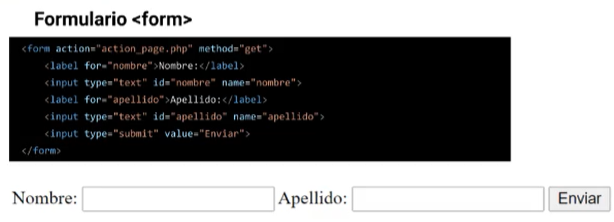 Formulario <form>
<form action="action_page.php" method="get">
<label for="nombre">Nombre:</label>
<input type="text" id="nombre" name="nombre">
<label for="apellido">Apellido:</label>
<input type="text" id="apellido" name="apellido">
<input type="submit" value="Enviar">
</form>
Nombre: Apellido: Enviar